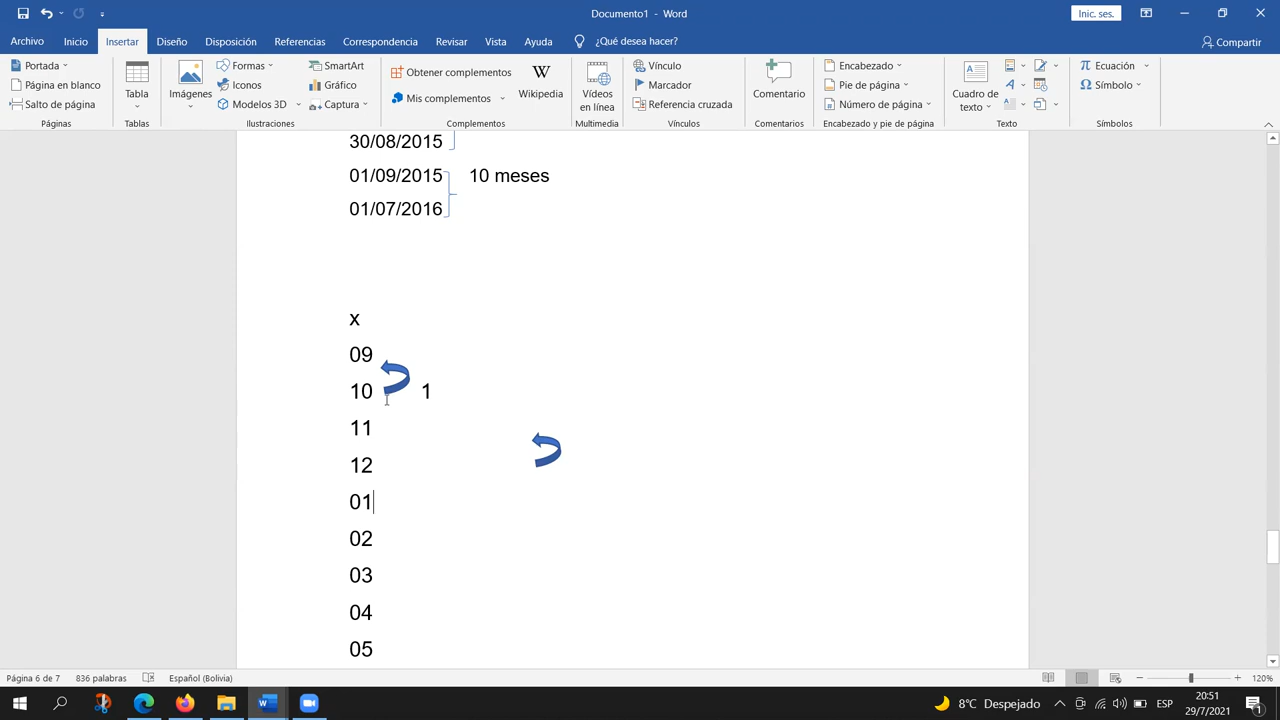 Documento1 - Word
Inic. ses.
Archivo
Inicio
Insertar
Diseño
Disposición
Referencias
Correspondencia
Revisar
Vista
Ayuda
¿Qué desea hacer?
Compartir
Portada
Página en blanco
Salto de página
Páginas
Tabla
Tablas
Imágenes
Formas
Iconos
Modelos 3D
SmartArt
Gráfico
Captura
Ilustraciones
Obtener complementos
Mis complementos
Wikipedia
Complementos
Vídeos
en línea
Multimedia
Vínculo
Marcador
Referencia cruzada
Vínculos
Comentario
Comentarios
Encabezado
Pie de página
Número de página
Encabezado y pie de página
Cuadro de
texto
Texto
Ecuación
Símbolo
Símbolos
30/08/2015
01/09/2015 10 meses
01/07/2016
x
09
10 1
11
12
01
02
03
04
05
Página 6 de 7
836 palabras
Español (Bolivia)
120%
8°C Despejado
ESP
20:51
29/7/2021